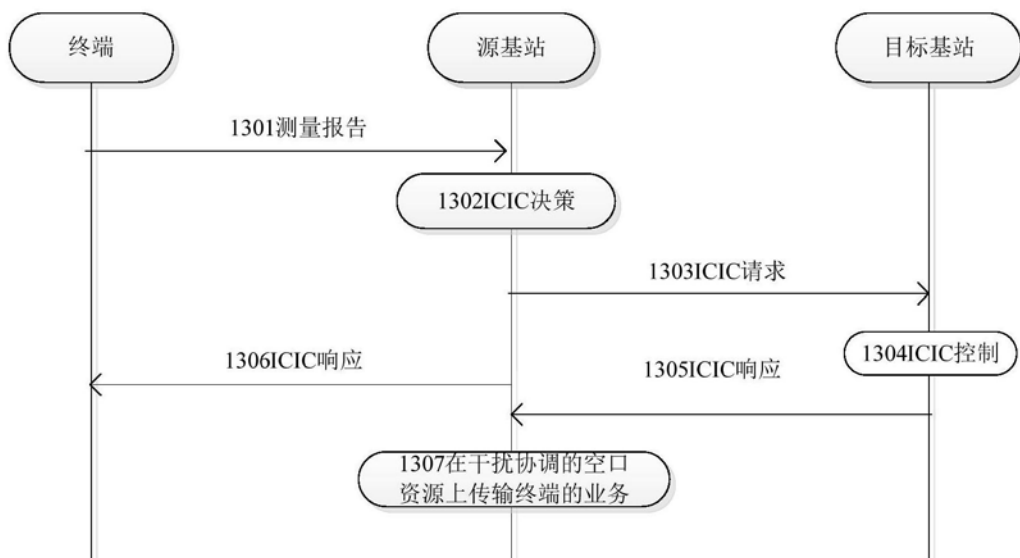 终端
源基站
目标基站
1301测量报告
1302ICIC决策
1303ICIC请求
1304ICIC控制
1306ICIC响应
1305ICIC响应
1307在干扰协调的空口
资源上传输终端的业务